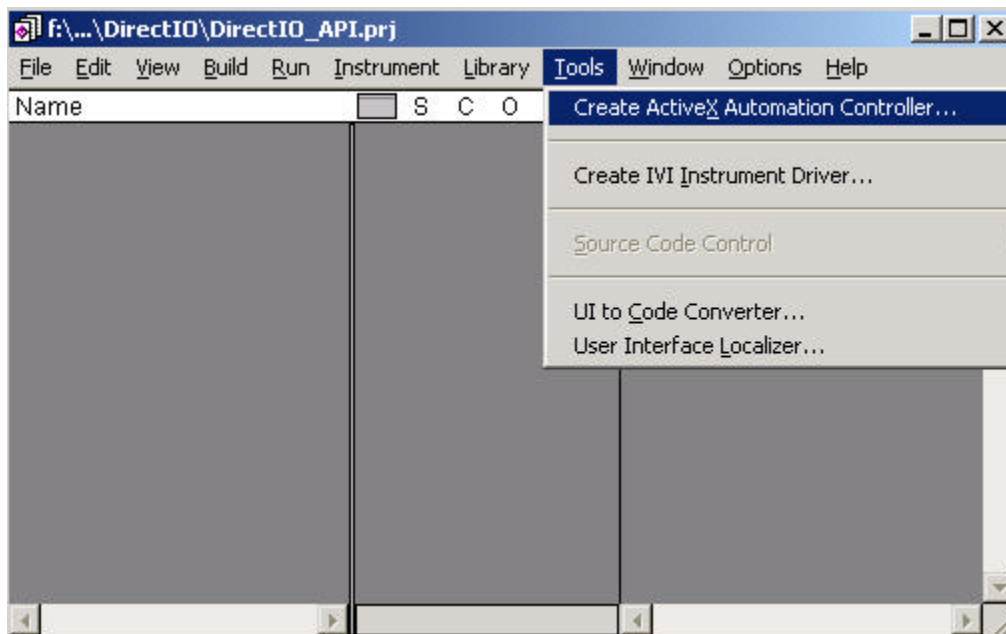 f:\...\DirectIO\DirectIO_API.prj
File Edit View Build Run Instrument Library Tools Window Options Help
Name S C O
Create ActiveX Automation Controller...
Create IVI Instrument Driver...
Source Code Control
UI to Code Converter...
User Interface Localizer...